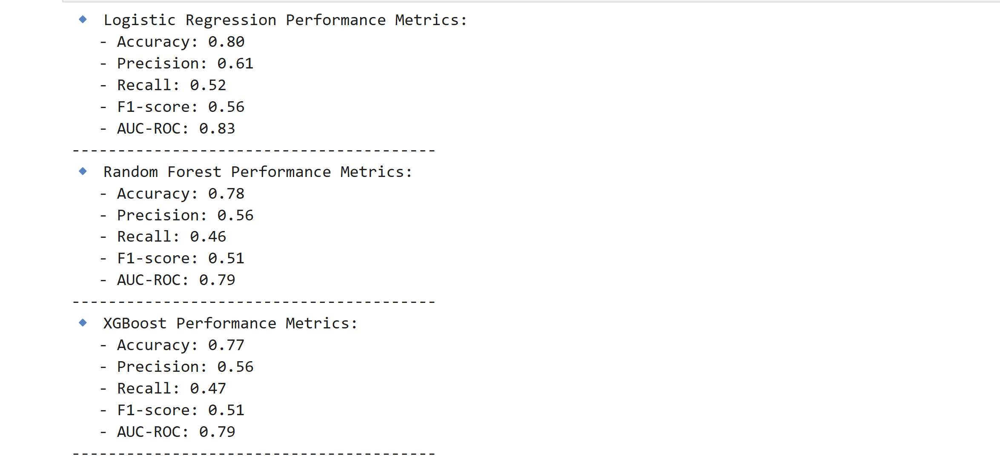 🔹 Logistic Regression Performance Metrics:
- Accuracy: 0.80
- Precision: 0.61
- Recall: 0.52
- F1-score: 0.56
- AUC-ROC: 0.83
----------------------------------------
🔹 Random Forest Performance Metrics:
- Accuracy: 0.78
- Precision: 0.56
- Recall: 0.46
- F1-score: 0.51
- AUC-ROC: 0.79
----------------------------------------
🔹 XGBoost Performance Metrics:
- Accuracy: 0.77
- Precision: 0.56
- Recall: 0.47
- F1-score: 0.51
- AUC-ROC: 0.79
----------------------------------------